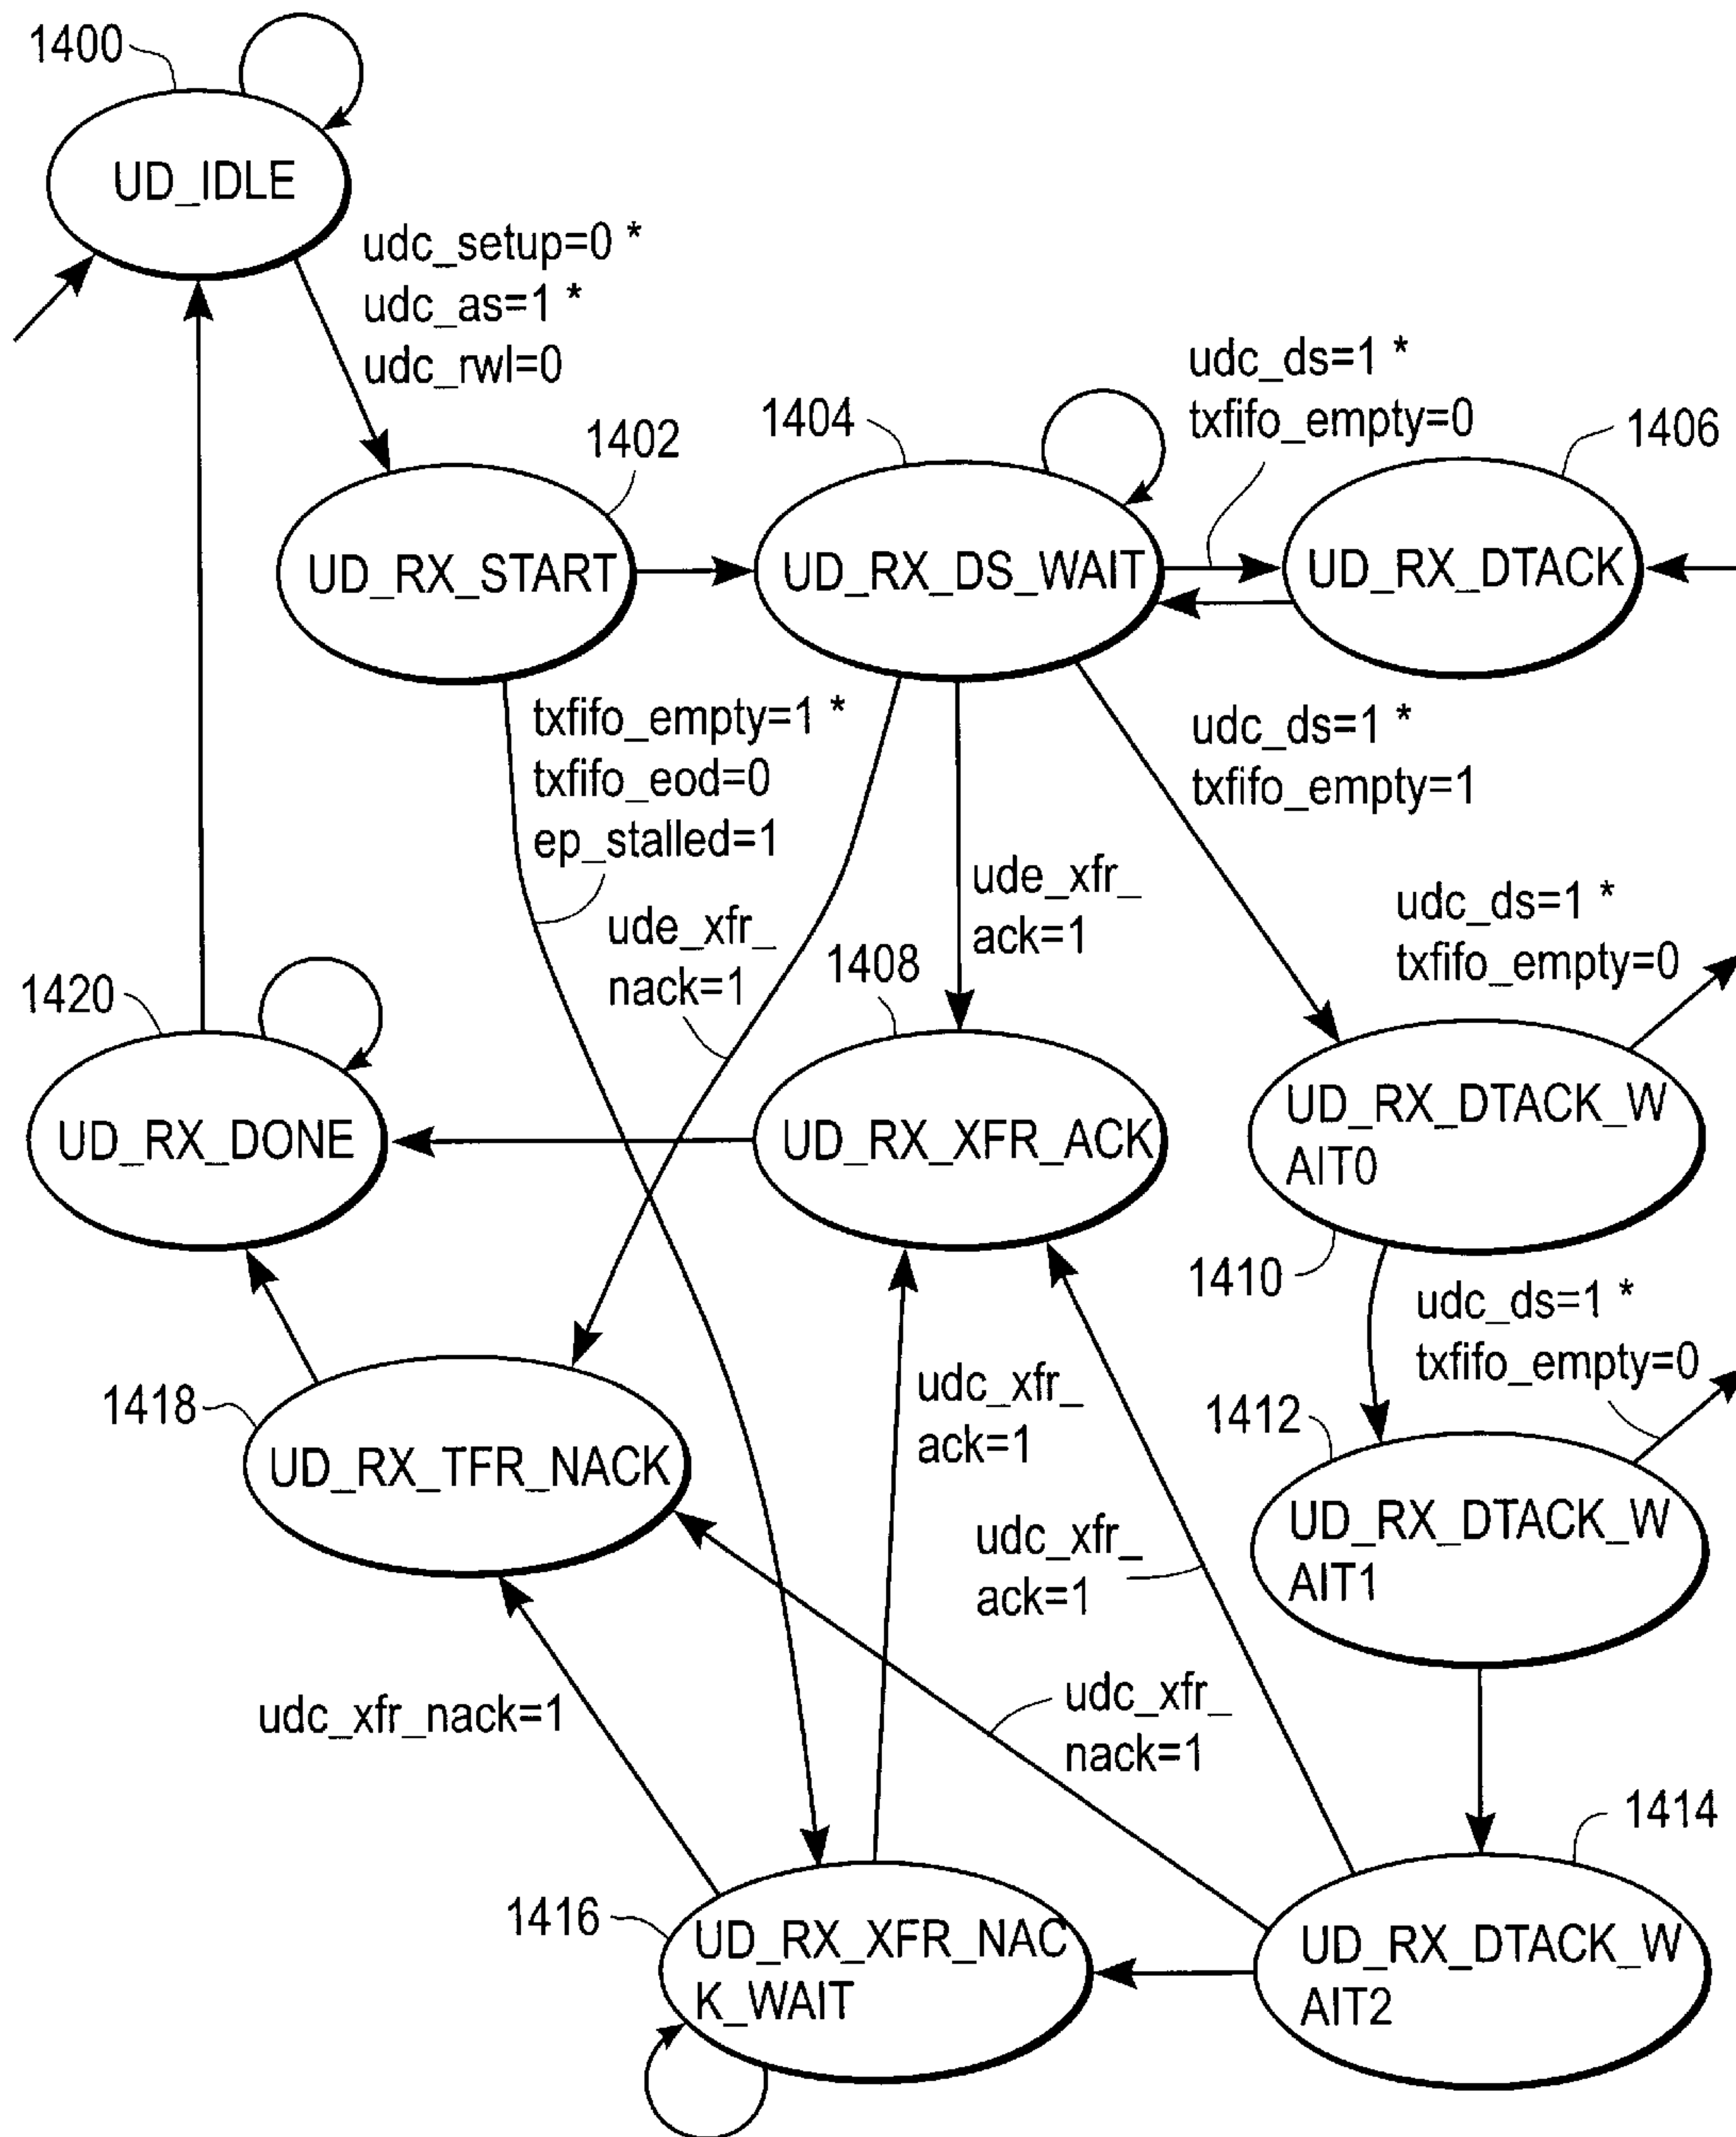 1400
UD_IDLE
udc_setup=0 *
udc_as=1 *
udc_rwl=0
1402
UD_RX_START
1404
UD_RX_DS_WAIT
udc_ds=1 *
txfifo_empty=0
1406
UD_RX_DTACK
txfifo_empty=1 *
txfifo_eod=0
ep_stalled=1
ude_xfr_
nack=1
ude_xfr_
ack=1
udc_ds=1 *
txfifo_empty=1
udc_ds=1 *
txfifo_empty=0
1420
UD_RX_DONE
1408
UD_RX_XFR_ACK
UD_RX_DTACK_W
AIT0
1410
udc_ds=1 *
txfifo_empty=0
1418
UD_RX_TFR_NACK
udc_xfr_
ack=1
1412
UD_RX_DTACK_W
AIT1
udc_xfr_
ack=1
udc_xfr_nack=1
udc_xfr_
nack=1
1414
1416
UD_RX_XFR_NAC
K_WAIT
UD_RX_DTACK_W
AIT2